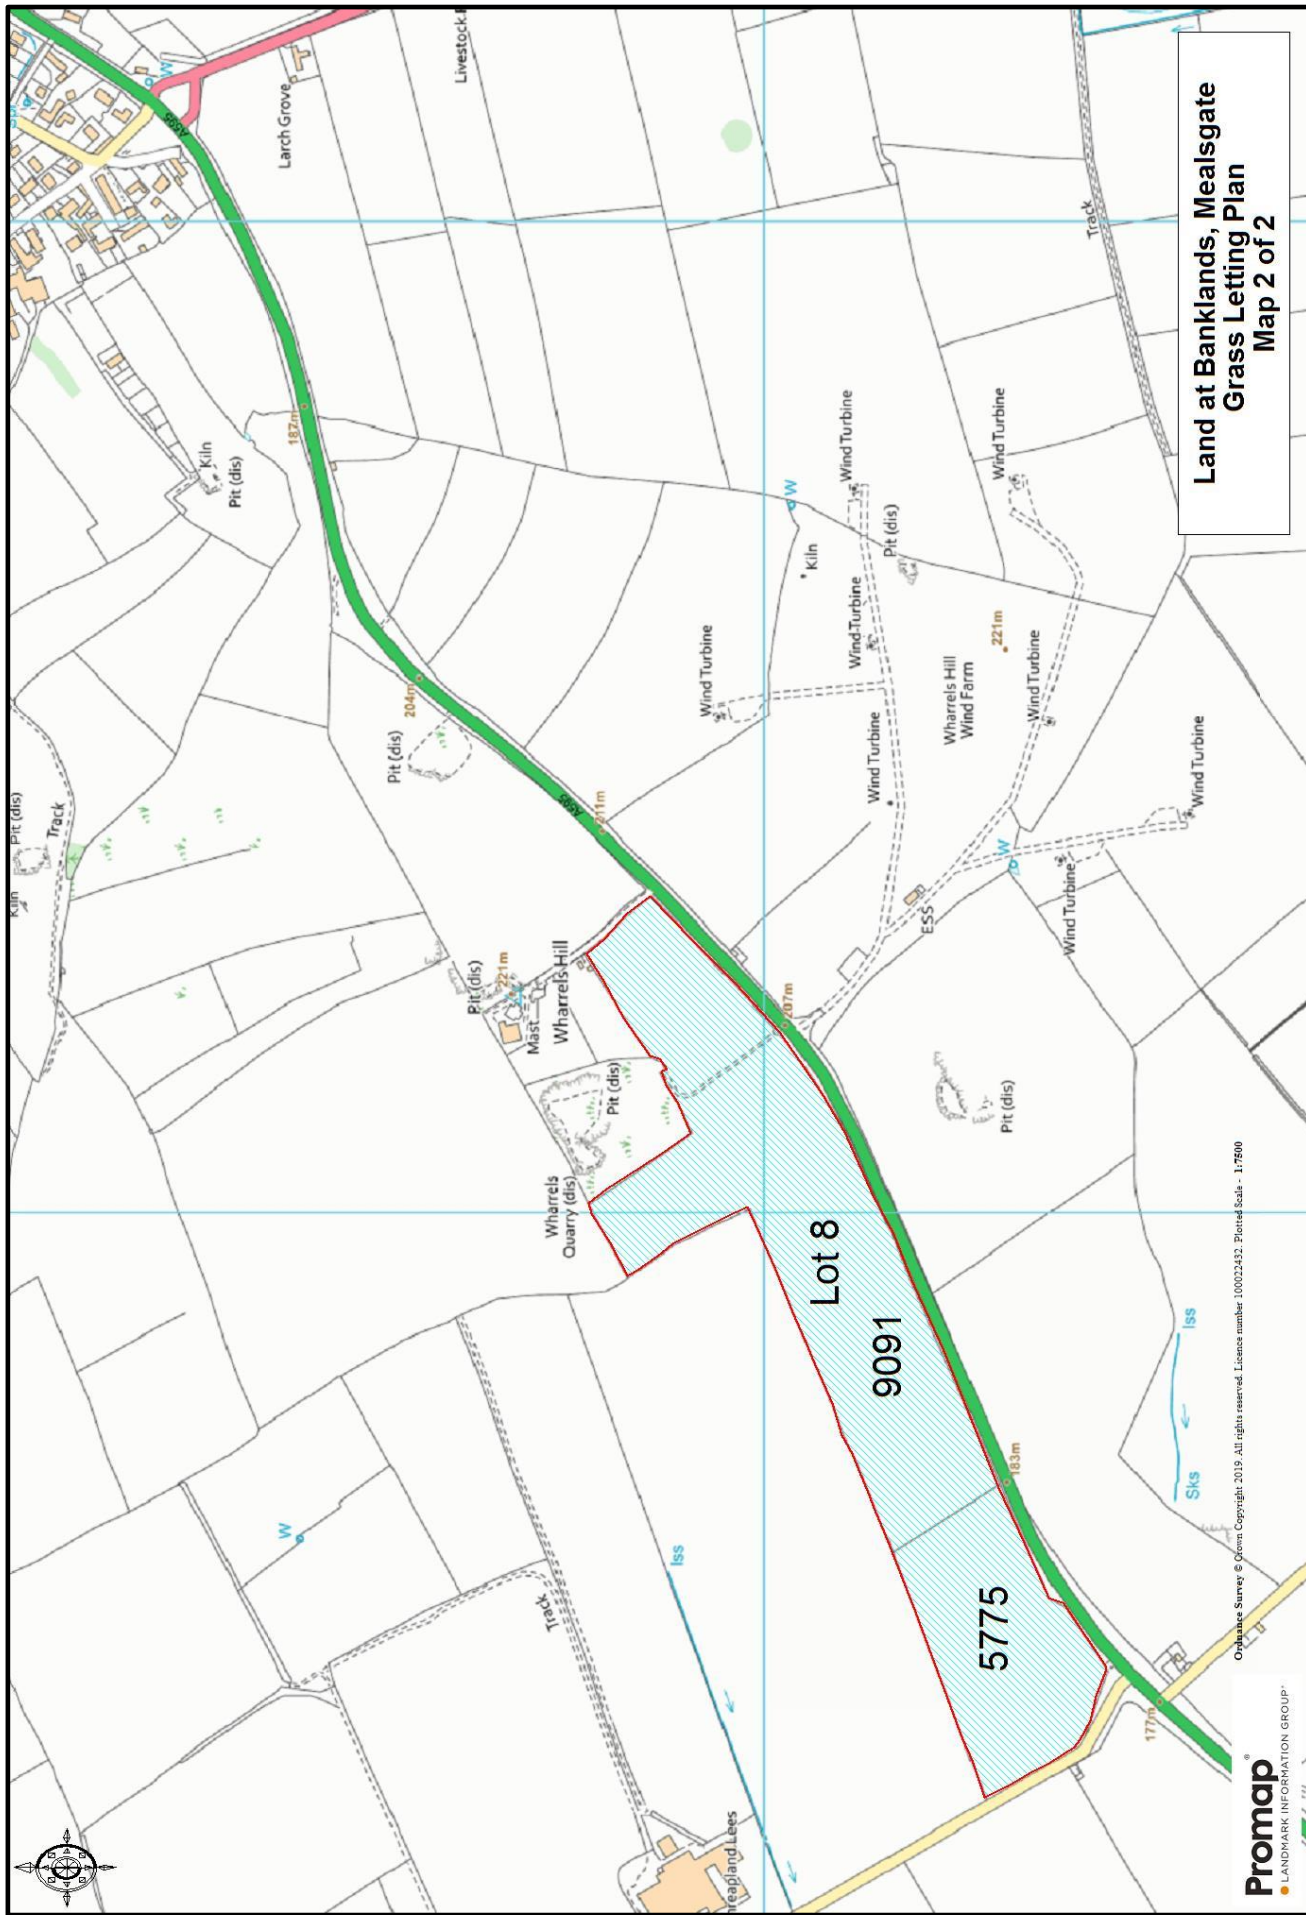 Land at Banklands, Mealsgate
Grass Letting Plan
Map 2 of 2
Lot 8
9091
5775
A595
A595
W
Larch Grove
187m
Kiln
Pit (dis)
204m
Pit (dis)
211m
Pit (dis)
Track
Kiln
Pit (dis)
221m
Mast
Wharrels Hill
Pit (dis)
Wharrels
Quarry (dis)
207m
183m
177m
W
Track
Iss
Sks
Iss
Pit (dis)
ESS
W
Wind Turbine
Wind Turbine
Wind Turbine
Wind Turbine
Wind Turbine
Wind Turbine
Wind Turbine
Wind Turbine
Wharrels Hill
Wind Farm
221m
Kiln
W
Pit (dis)
Track
Ordnance Survey © Crown Copyright 2019. All rights reserved. Licence number 100022432. Plotted Scale - 1:7500
Promap®
LANDMARK INFORMATION GROUP®